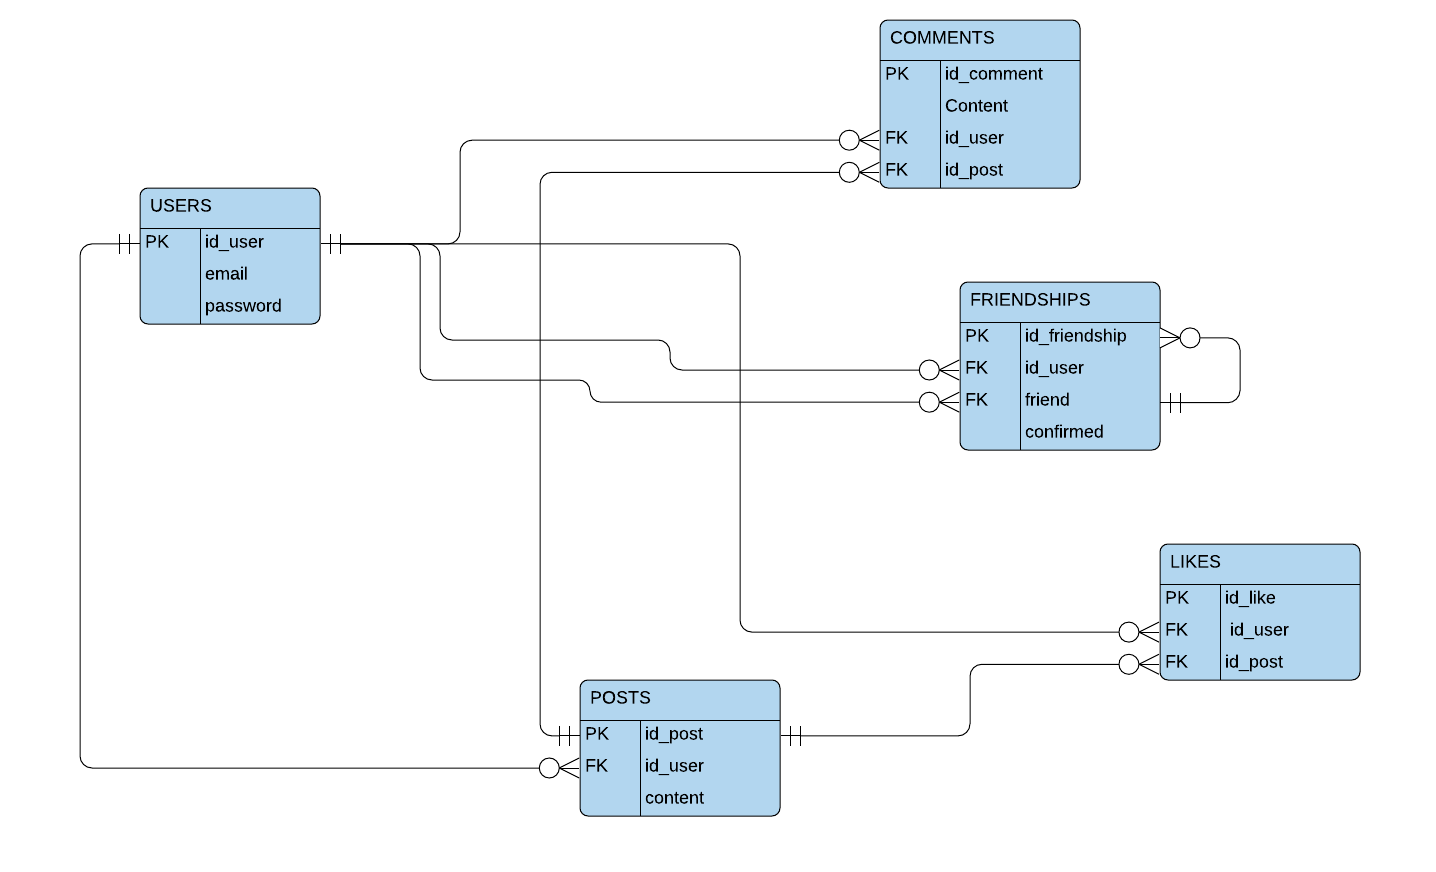 COMMENTS
PK id_comment
Content
FK id_user
FK id_post
USERS
PK id_user
email
password
FRIENDSHIPS
PK id_friendship
FK id_user
FK friend
confirmed
LIKES
PK id_like
FK id_user
FK id_post
POSTS
PK id_post
FK id_user
content